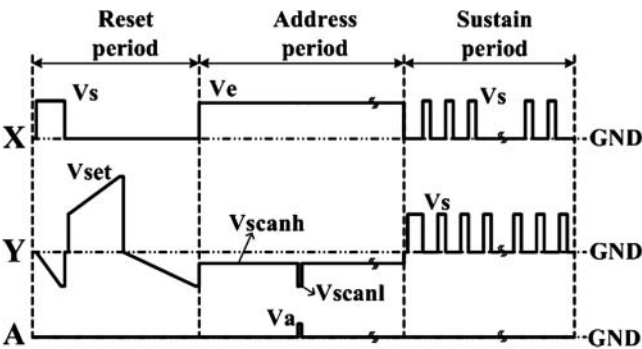 Reset period
Address period
Sustain period
Vs
Ve
Vs
X
GND
Vset
Vs
Vscanh
Y
GND
Vscanl
Va
A
GND